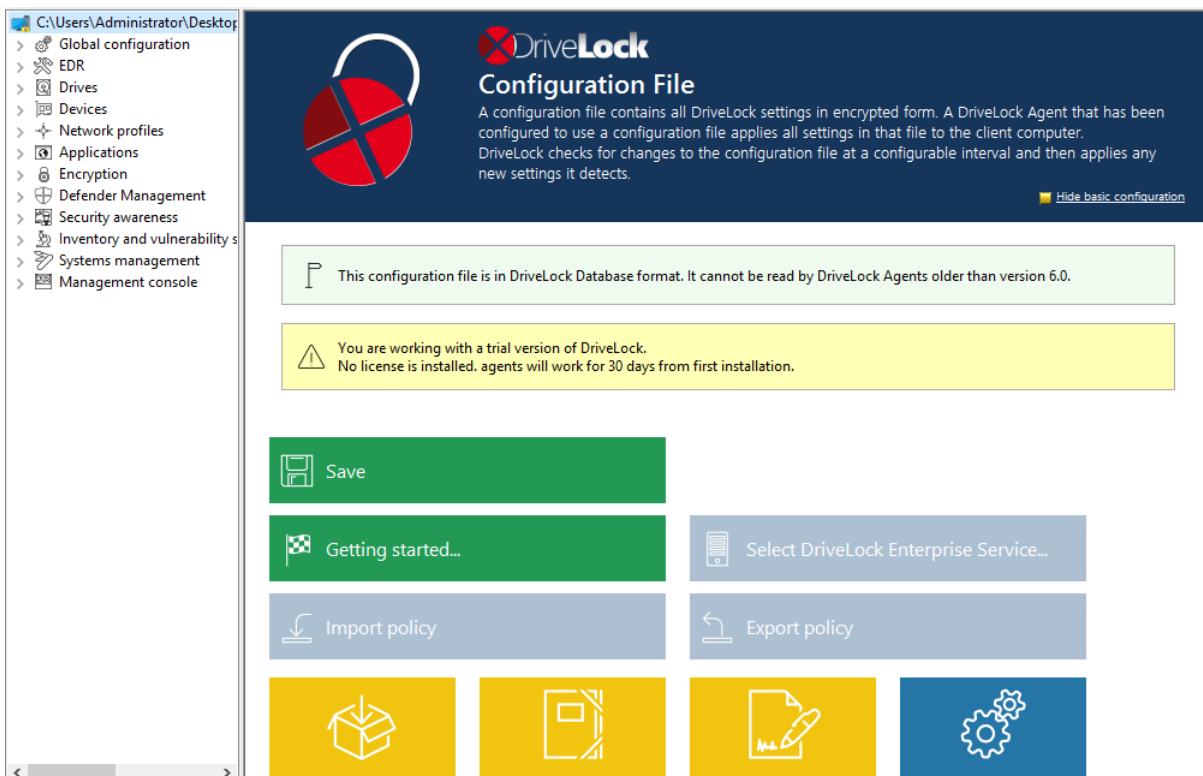 C:\Users\Administrator\Desktop
Global configuration
EDR
Drives
Devices
Network profiles
Applications
Encryption
Defender Management
Security awareness
Inventory and vulnerability s
Systems management
Management console
DriveLock
Configuration File
A configuration file contains all DriveLock settings in encrypted form. A DriveLock Agent that has been
configured to use a configuration file applies all settings in that file to the client computer.
DriveLock checks for changes to the configuration file at a configurable interval and then applies any
new settings it detects.
Hide basic configuration
This configuration file is in DriveLock Database format. It cannot be read by DriveLock Agents older than version 6.0.
You are working with a trial version of DriveLock.
No license is installed. agents will work for 30 days from first installation.
Save
Getting started...
Select DriveLock Enterprise Service...
Import policy
Export policy